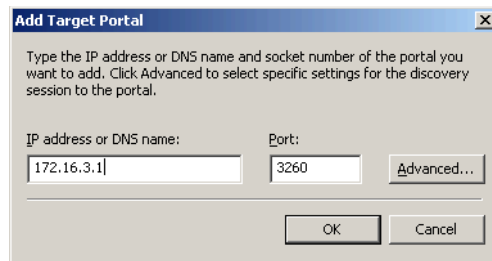 Add Target Portal
Type the IP address or DNS name and socket number of the portal you
want to add. Click Advanced to select specific settings for the discovery
session to the portal.
IP address or DNS name: Port:
172.16.3.1 3260 Advanced...
OK Cancel